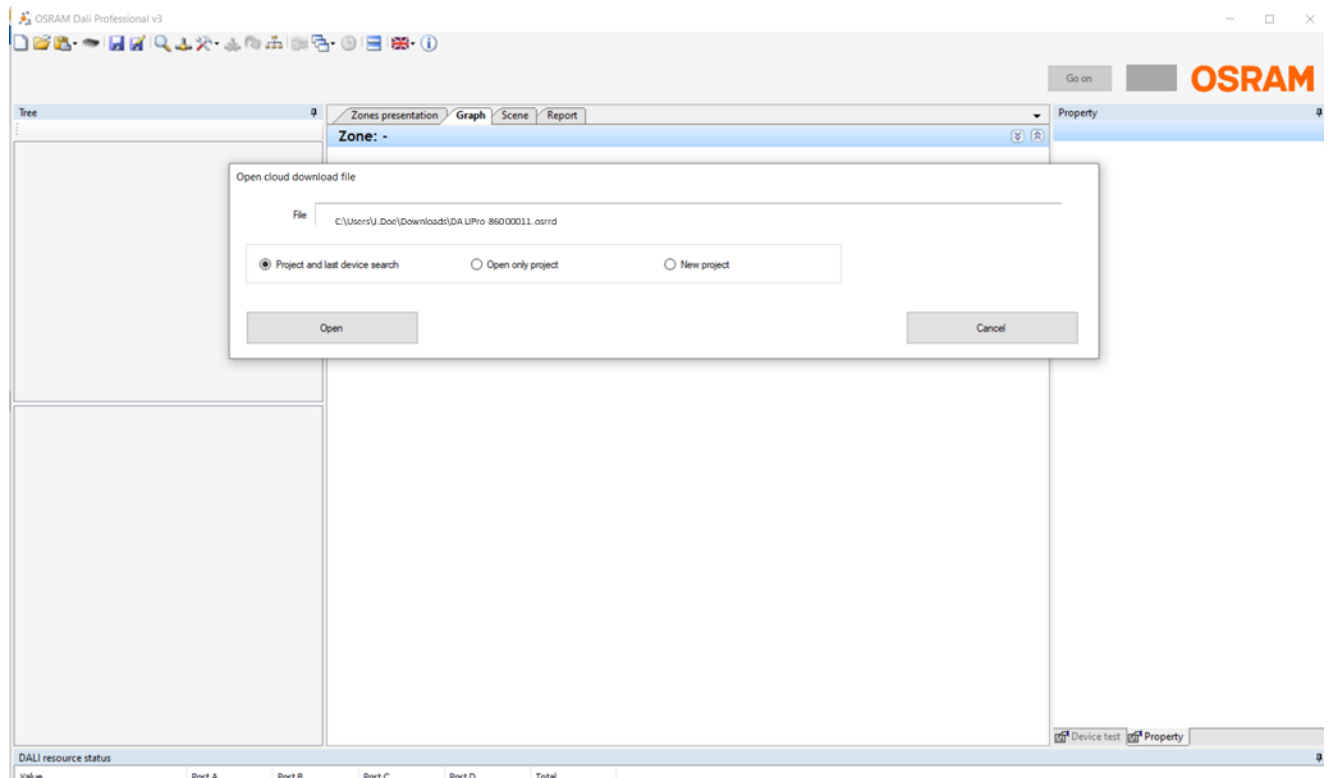 OSRAM Dali Professional v3
Go on
OSRAM
Tree
Zones presentation Graph Scene Report
Property
Zone: -
Open cloud download file
File C:\Users\J.Doe\Downloads\DALIPro-86000011.osrrd
Project and last device search Open only project New project
Open Cancel
Device test Property
DALI resource status
Value Port A Port B Port C Port D Total